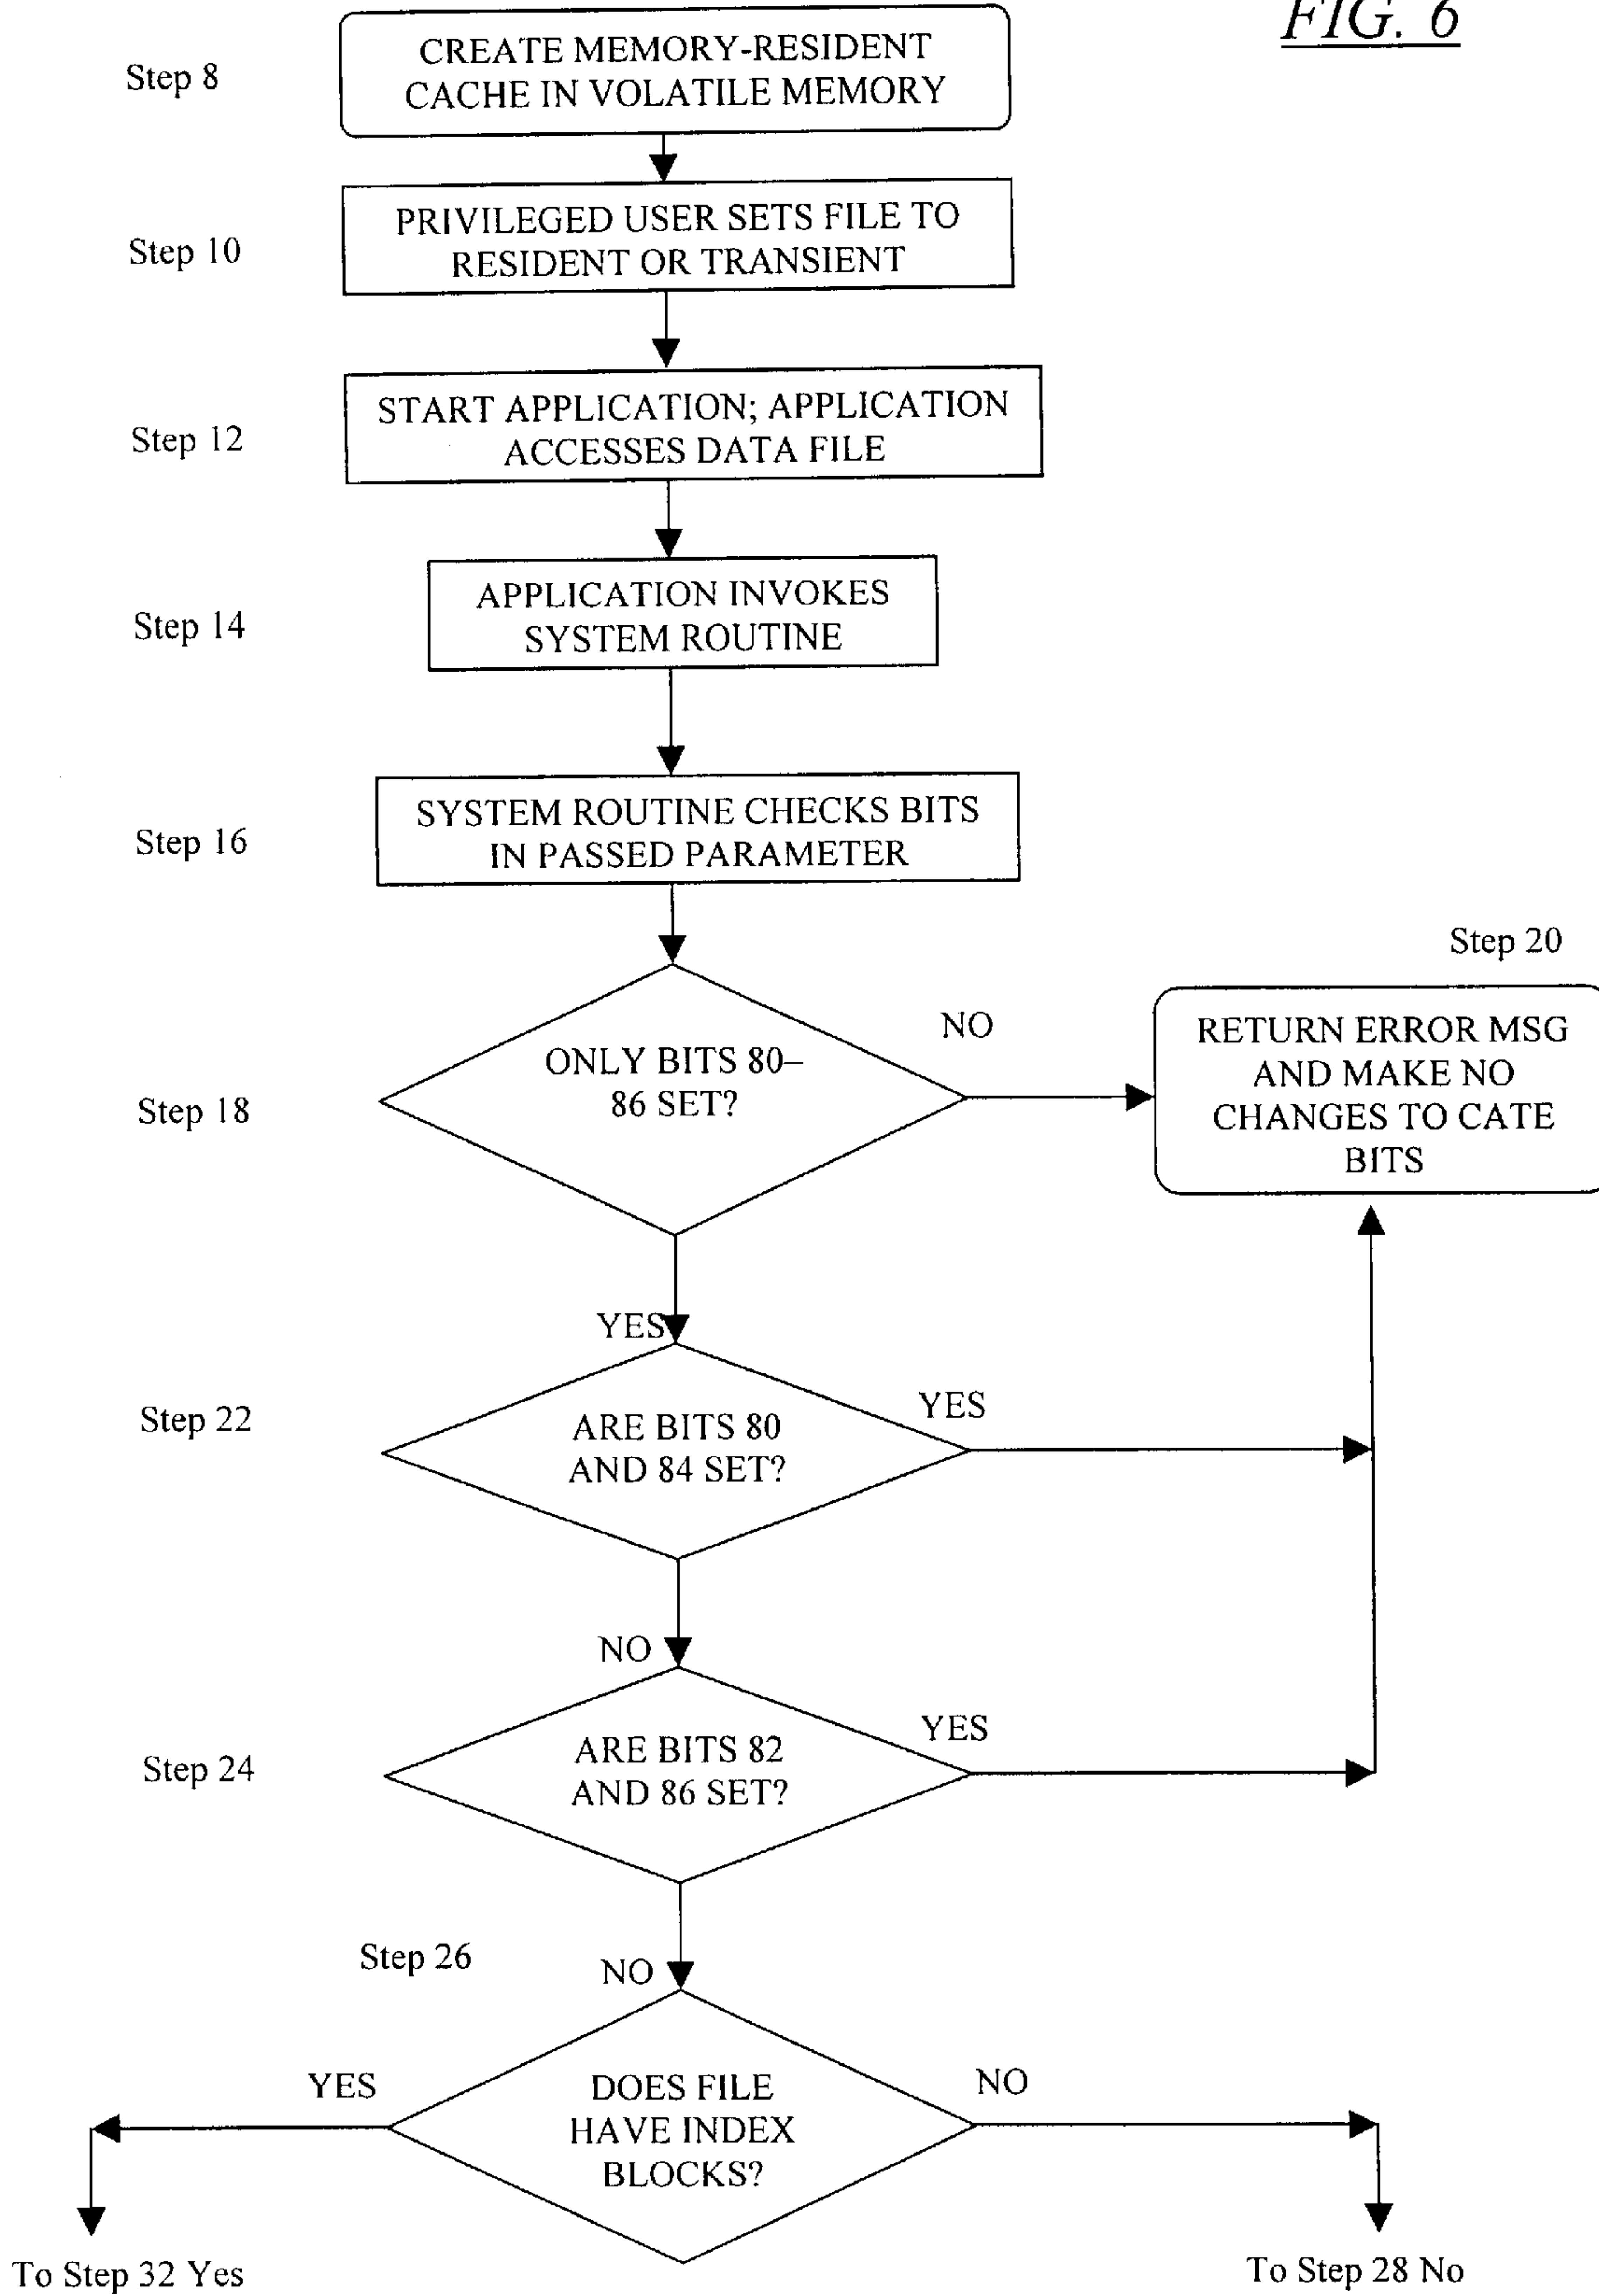 FIG. 6
Step 8
CREATE MEMORY-RESIDENT
CACHE IN VOLATILE MEMORY
Step 10
PRIVILEGED USER SETS FILE TO
RESIDENT OR TRANSIENT
Step 12
START APPLICATION; APPLICATION
ACCESSES DATA FILE
Step 14
APPLICATION INVOKES
SYSTEM ROUTINE
Step 16
SYSTEM ROUTINE CHECKS BITS
IN PASSED PARAMETER
Step 18
ONLY BITS 80–
86 SET?
NO
Step 20
RETURN ERROR MSG
AND MAKE NO
CHANGES TO CATE
BITS
YES
Step 22
ARE BITS 80
AND 84 SET?
YES
NO
Step 24
ARE BITS 82
AND 86 SET?
YES
NO
Step 26
DOES FILE
HAVE INDEX
BLOCKS?
YES
NO
To Step 32 Yes
To Step 28 No